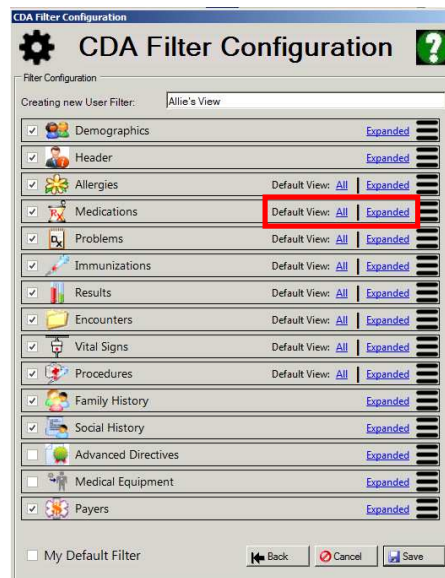 CDA Filter Configuration
CDA Filter Configuration ?
Filter Configuration
Creating new User Filter: Allie's View
Demographics Expanded
Header Expanded
Allergies Default View: All Expanded
Rx Medications Default View: All Expanded
Dx Problems Default View: All Expanded
Immunizations Default View: All Expanded
Results Default View: All Expanded
Encounters Default View: All Expanded
Vital Signs Default View: All Expanded
Procedures Default View: All Expanded
Family History Expanded
Social History Expanded
Advanced Directives Expanded
Medical Equipment Expanded
Payers Expanded
My Default Filter Back Cancel Save